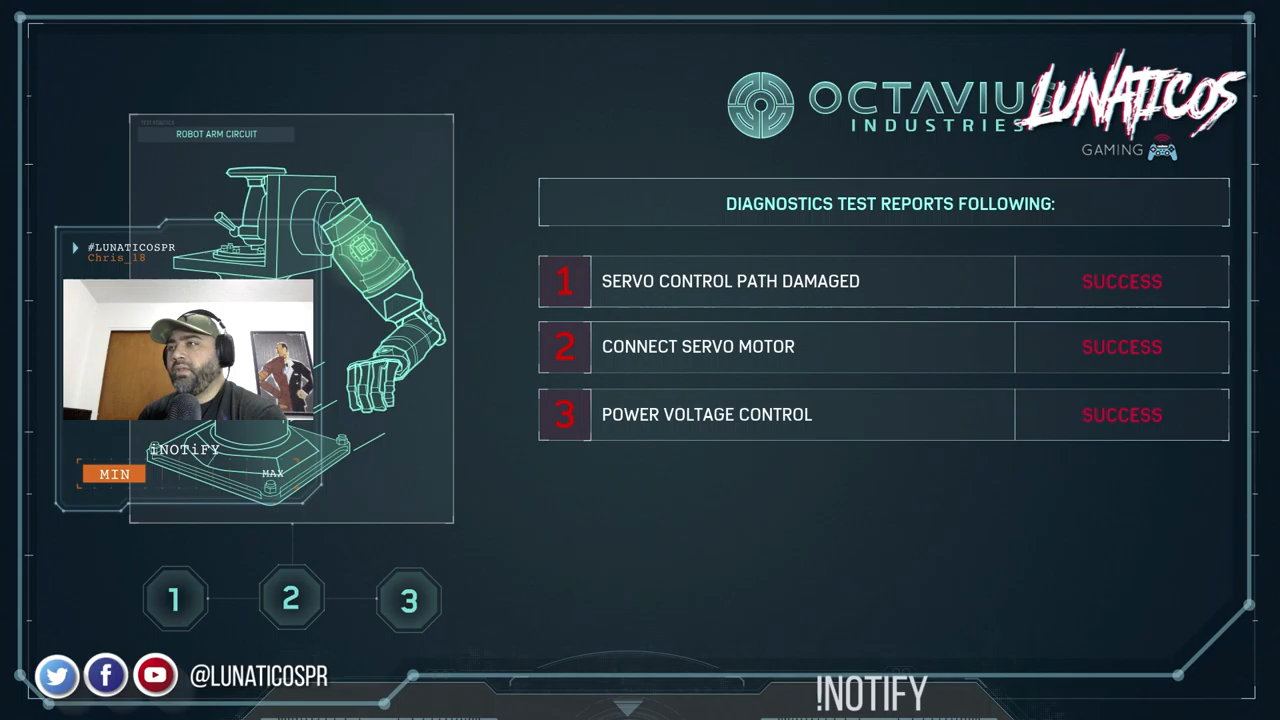 OCTAVIUS
INDUSTRIES
LUNATICOS
GAMING
ROBOT ARM CIRCUIT
DIAGNOSTICS TEST REPORTS FOLLOWING:
1 SERVO CONTROL PATH DAMAGED SUCCESS
2 CONNECT SERVO MOTOR SUCCESS
3 POWER VOLTAGE CONTROL SUCCESS
#LUNATICOSPR
Chris_18
iNOTiFY
MIN MAX
1 2 3
@LUNATICOSPR
!NOTIFY